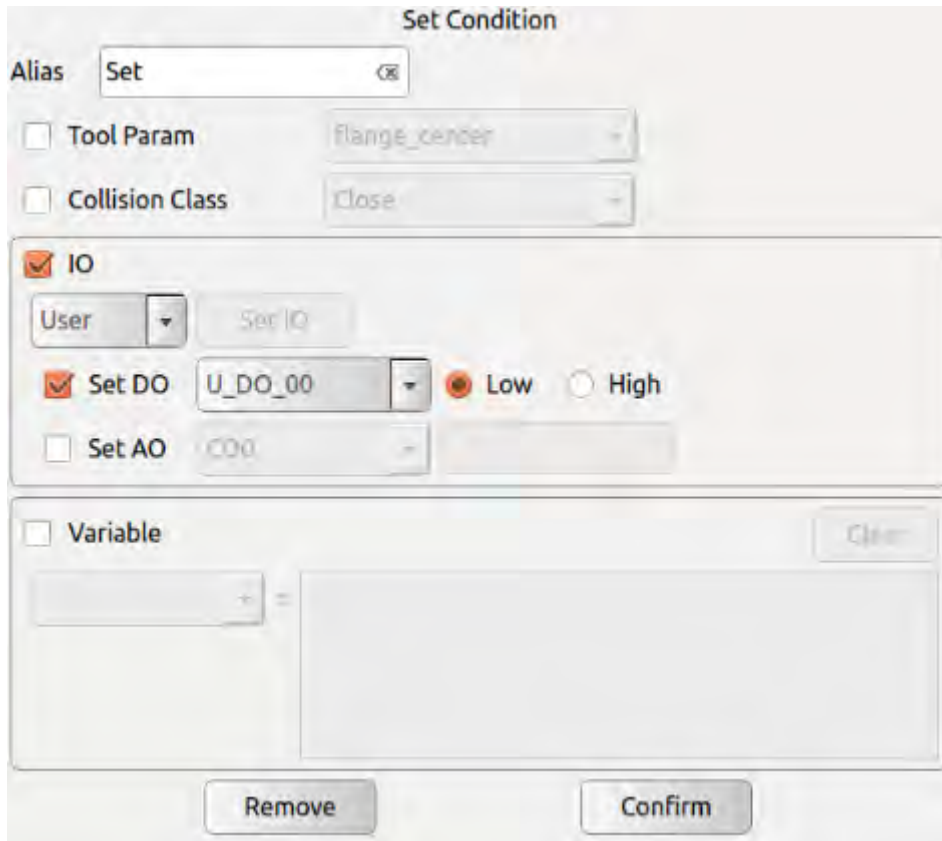 Set Condition
Alias Set
Tool Param flange_center
Collision Class Close
IO
User Set IO
Set DO U_DO_00 Low High
Set AO CO0
Variable Clear
=
Remove Confirm